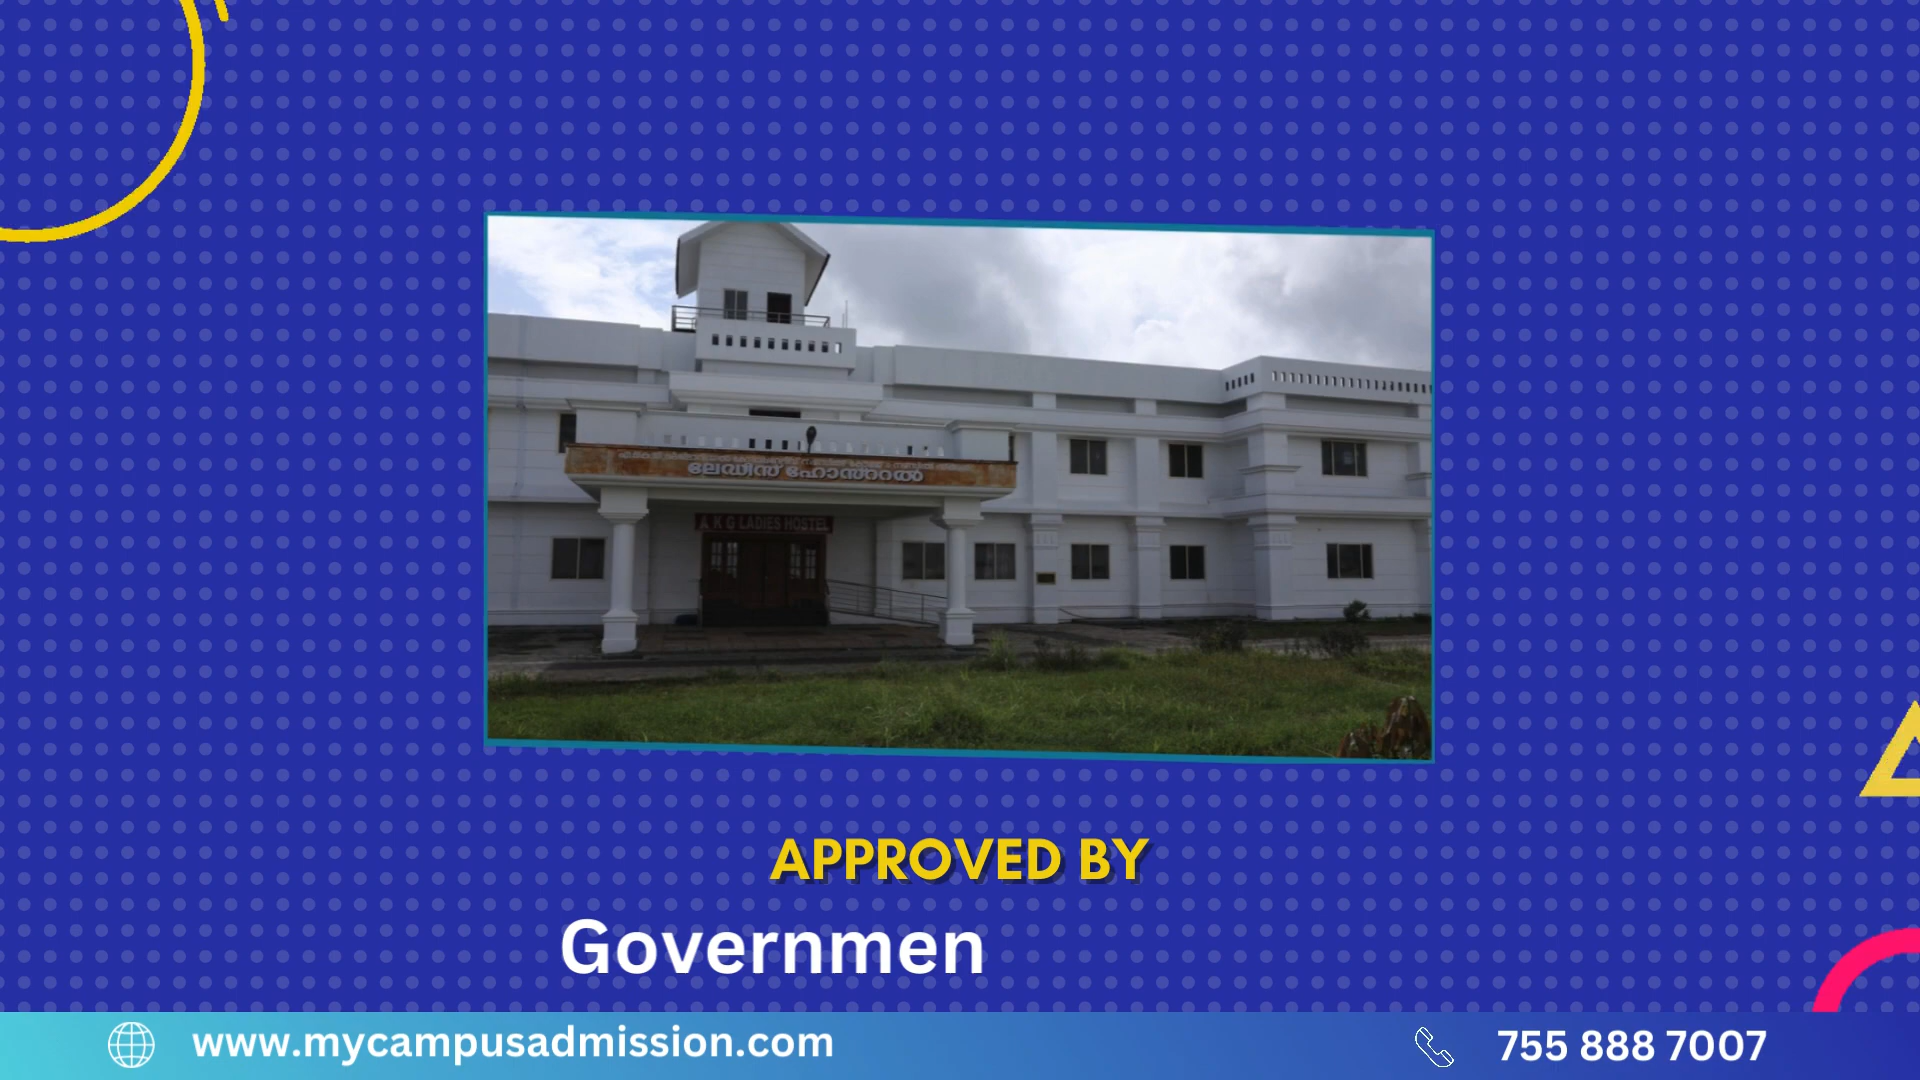 ലേഡീസ് ഹോസ്റ്റൽ
A K G LADIES HOSTEL
APPROVED BY
Governmen
www.mycampusadmission.com
755 888 7007